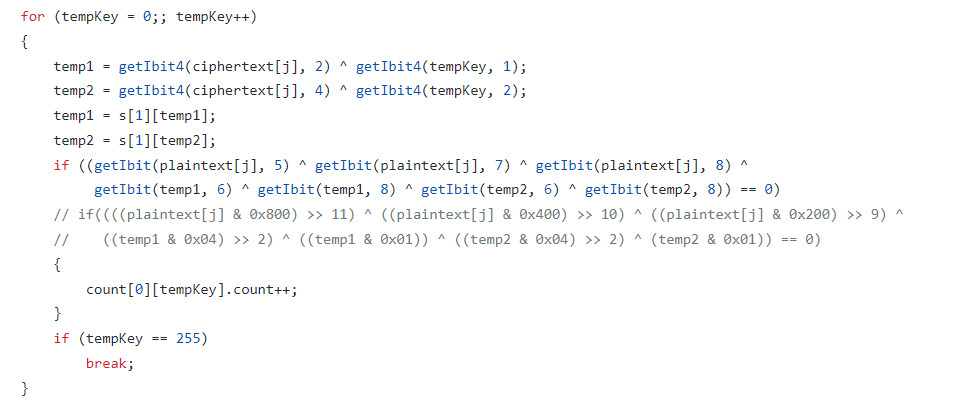 for (tempKey = 0;; tempKey++)
{
    temp1 = getIbit4(ciphertext[j], 2) ^ getIbit4(tempKey, 1);
    temp2 = getIbit4(ciphertext[j], 4) ^ getIbit4(tempKey, 2);
    temp1 = s[1][temp1];
    temp2 = s[1][temp2];
    if ((getIbit(plaintext[j], 5) ^ getIbit(plaintext[j], 7) ^ getIbit(plaintext[j], 8) ^
         getIbit(temp1, 6) ^ getIbit(temp1, 8) ^ getIbit(temp2, 6) ^ getIbit(temp2, 8)) == 0)
    // if((((plaintext[j] & 0x800) >> 11) ^ ((plaintext[j] & 0x400) >> 10) ^ ((plaintext[j] & 0x200) >> 9) ^
    //    ((temp1 & 0x04) >> 2) ^ ((temp1 & 0x01)) ^ ((temp2 & 0x04) >> 2) ^ (temp2 & 0x01)) == 0)
    {
        count[0][tempKey].count++;
    }
    if (tempKey == 255)
        break;
}